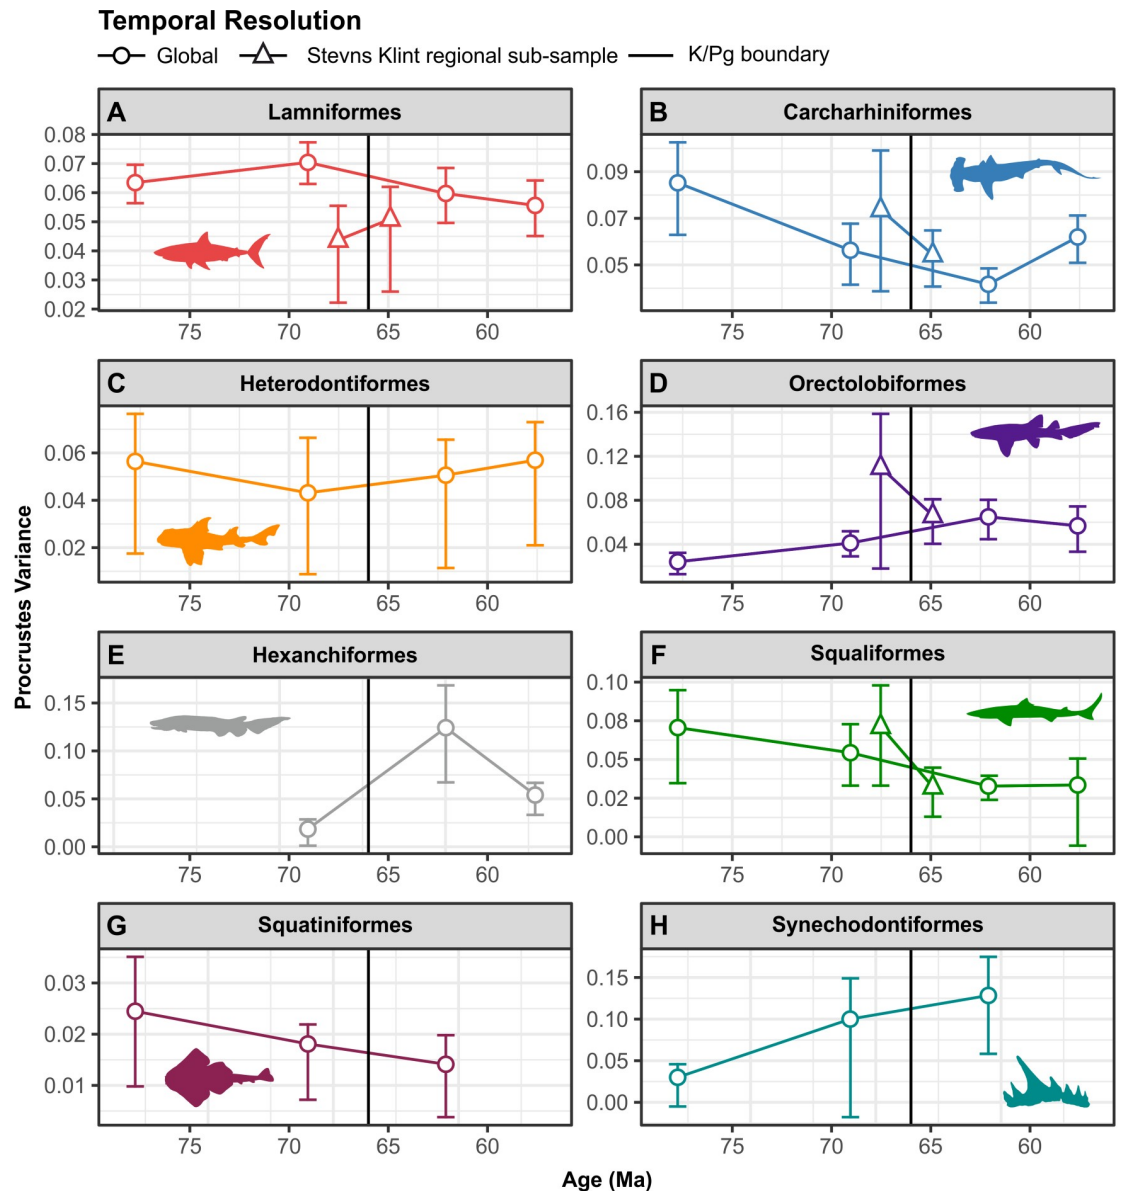 Temporal Resolution
Global Stevns Klint regional sub-sample K/Pg boundary
A Lamniformes
0.08
0.07
0.06
0.05
0.04
0.03
0.02
75 70 65 60
B Carcharhiniformes
0.09
0.07
0.05
75 70 65 60
C Heterodontiformes
0.06
0.04
0.02
75 70 65 60
D Orectolobiformes
0.16
0.12
0.08
0.04
75 70 65 60
E Hexanchiformes
0.15
0.10
0.05
0.00
75 70 65 60
F Squaliformes
0.10
0.08
0.05
0.02
0.00
75 70 65 60
G Squatiniformes
0.03
0.02
0.01
75 70 65 60
H Synechodontiformes
0.15
0.10
0.05
0.00
75 70 65 60
Procrustes Variance
Age (Ma)